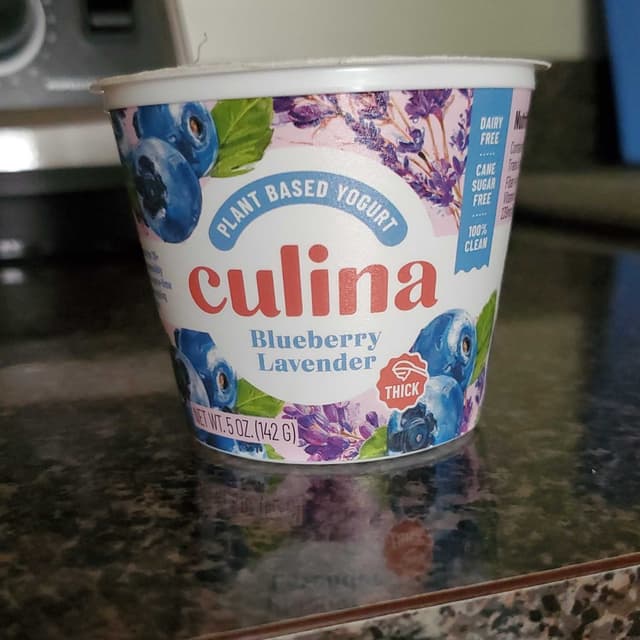 PLANT BASED YOGURT
culina
Blueberry
Lavender
THICK
NET WT. 5 OZ. (142 G)
DAIRY
FREE
CANE
SUGAR
FREE
100%
CLEAN